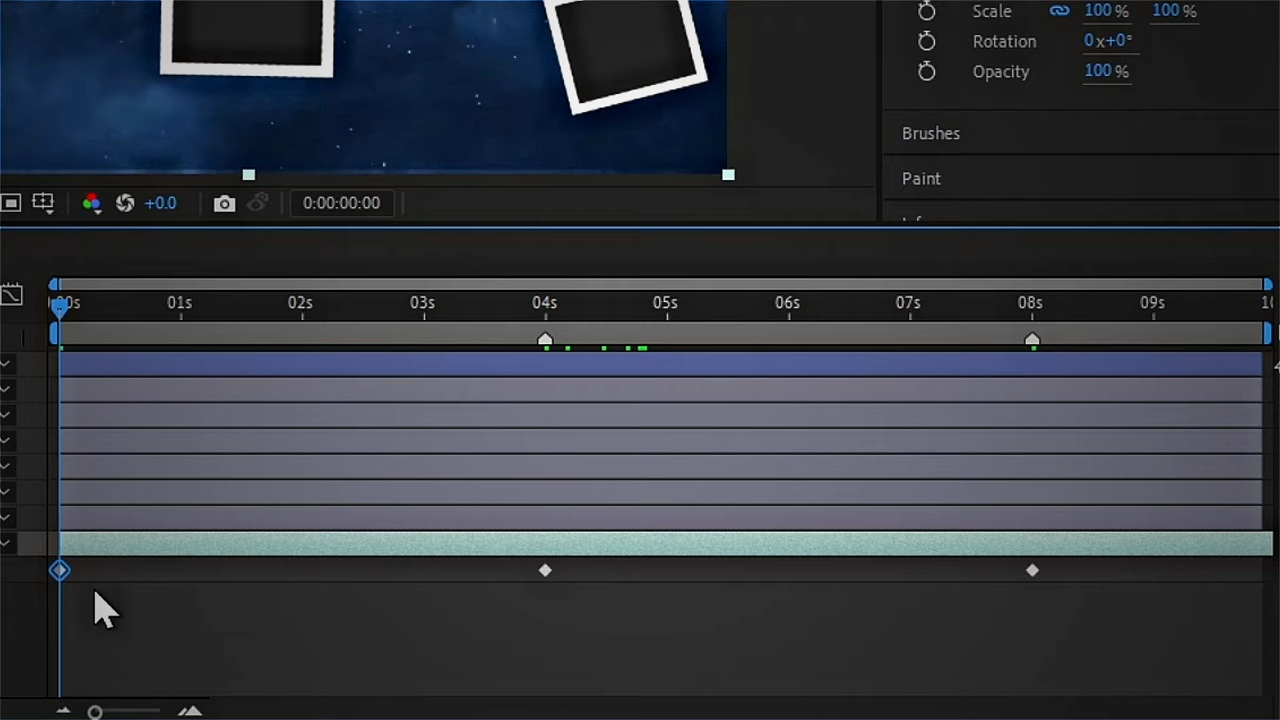 Scale 100 % 100 %
Rotation 0x+0°
Opacity 100 %
Brushes
Paint
+0.0 0:00:00:00
00s 01s 02s 03s 04s 05s 06s 07s 08s 09s